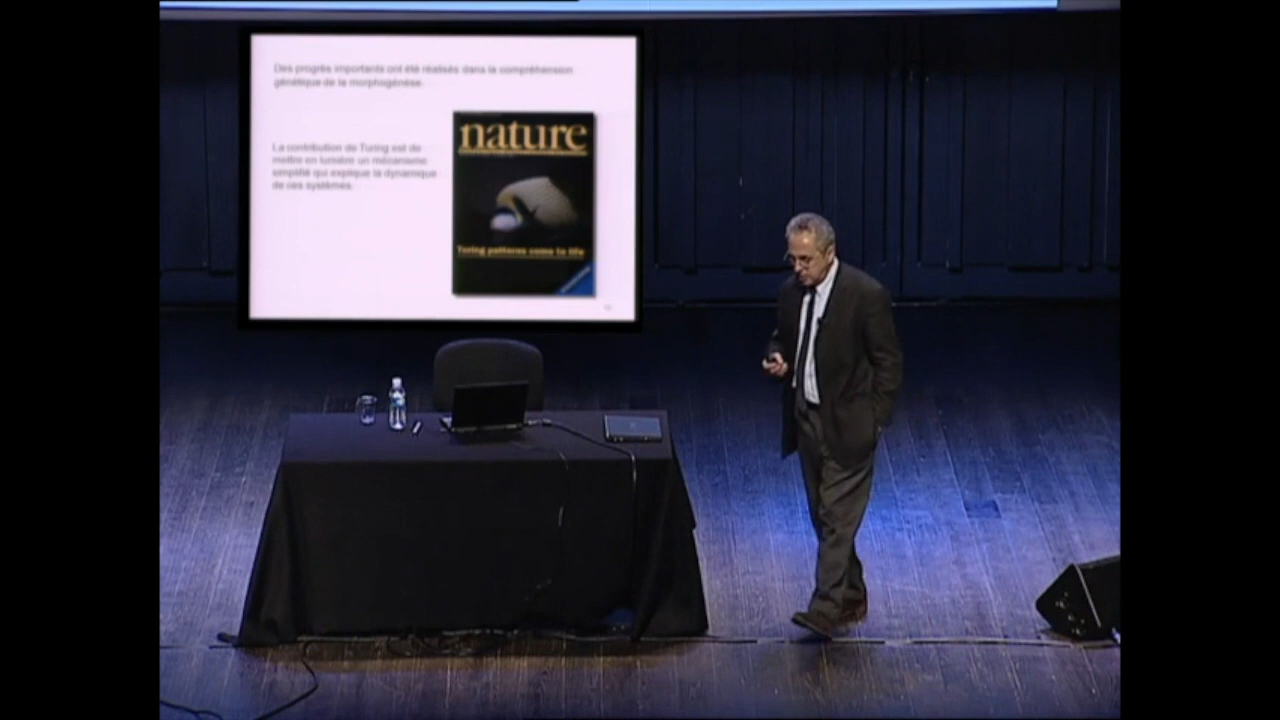 Des progrès importants ont été réalisés dans la compréhension
génétique de la morphogénèse.
La contribution de Turing est de
mettre en lumière un mécanisme
simplifié qui explique la dynamique
de ces systèmes.
nature
Turing patterns come to life